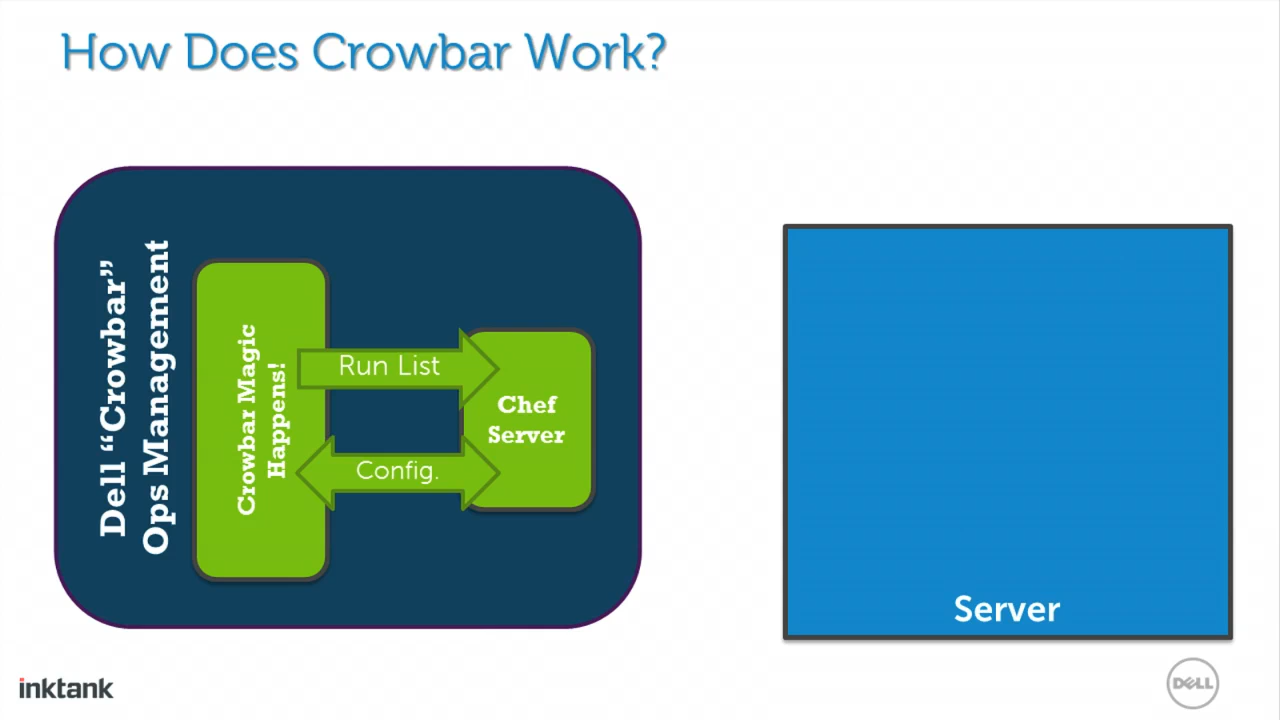 How Does Crowbar Work?
Dell “Crowbar”
Ops Management
Crowbar Magic
Happens!
Run List
Config.
Chef
Server
Server
inktank
DELL